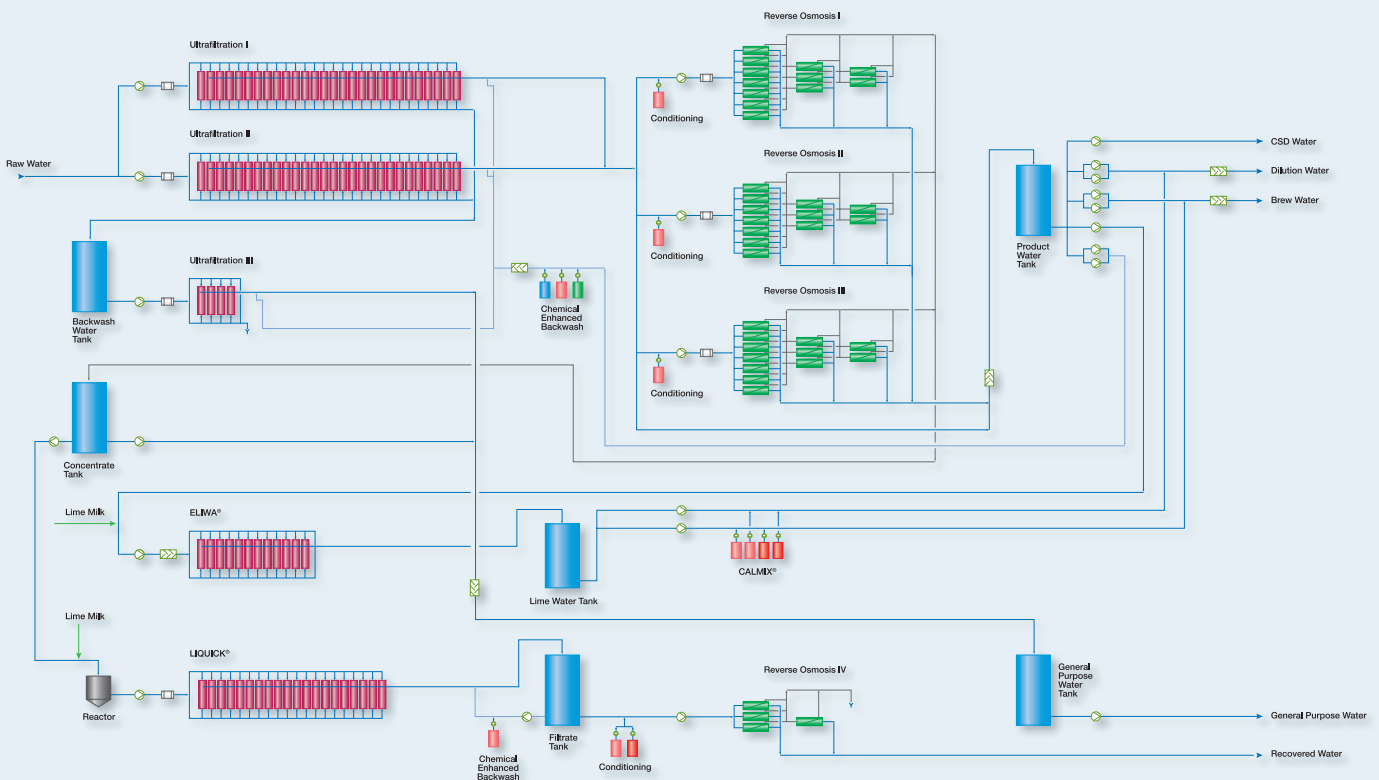 Reverse Osmosis I
Ultrafiltration I
Conditioning
Ultrafiltration II
CSD Water
Raw Water
Reverse Osmosis II
Dilution Water
Brew Water
Conditioning
Product
Water
Tank
Ultrafiltration III
Reverse Osmosis III
Backwash
Water
Tank
Chemical
Enhanced
Backwash
Conditioning
Concentrate
Tank
Lime Milk
ELIWA®
CALMIX®
Lime Water Tank
Lime Milk
LIQUICK®
Reverse Osmosis IV
General
Purpose
Water
Tank
Reactor
Filtrate
Tank
General Purpose Water
Chemical
Enhanced
Backwash
Conditioning
Recovered Water